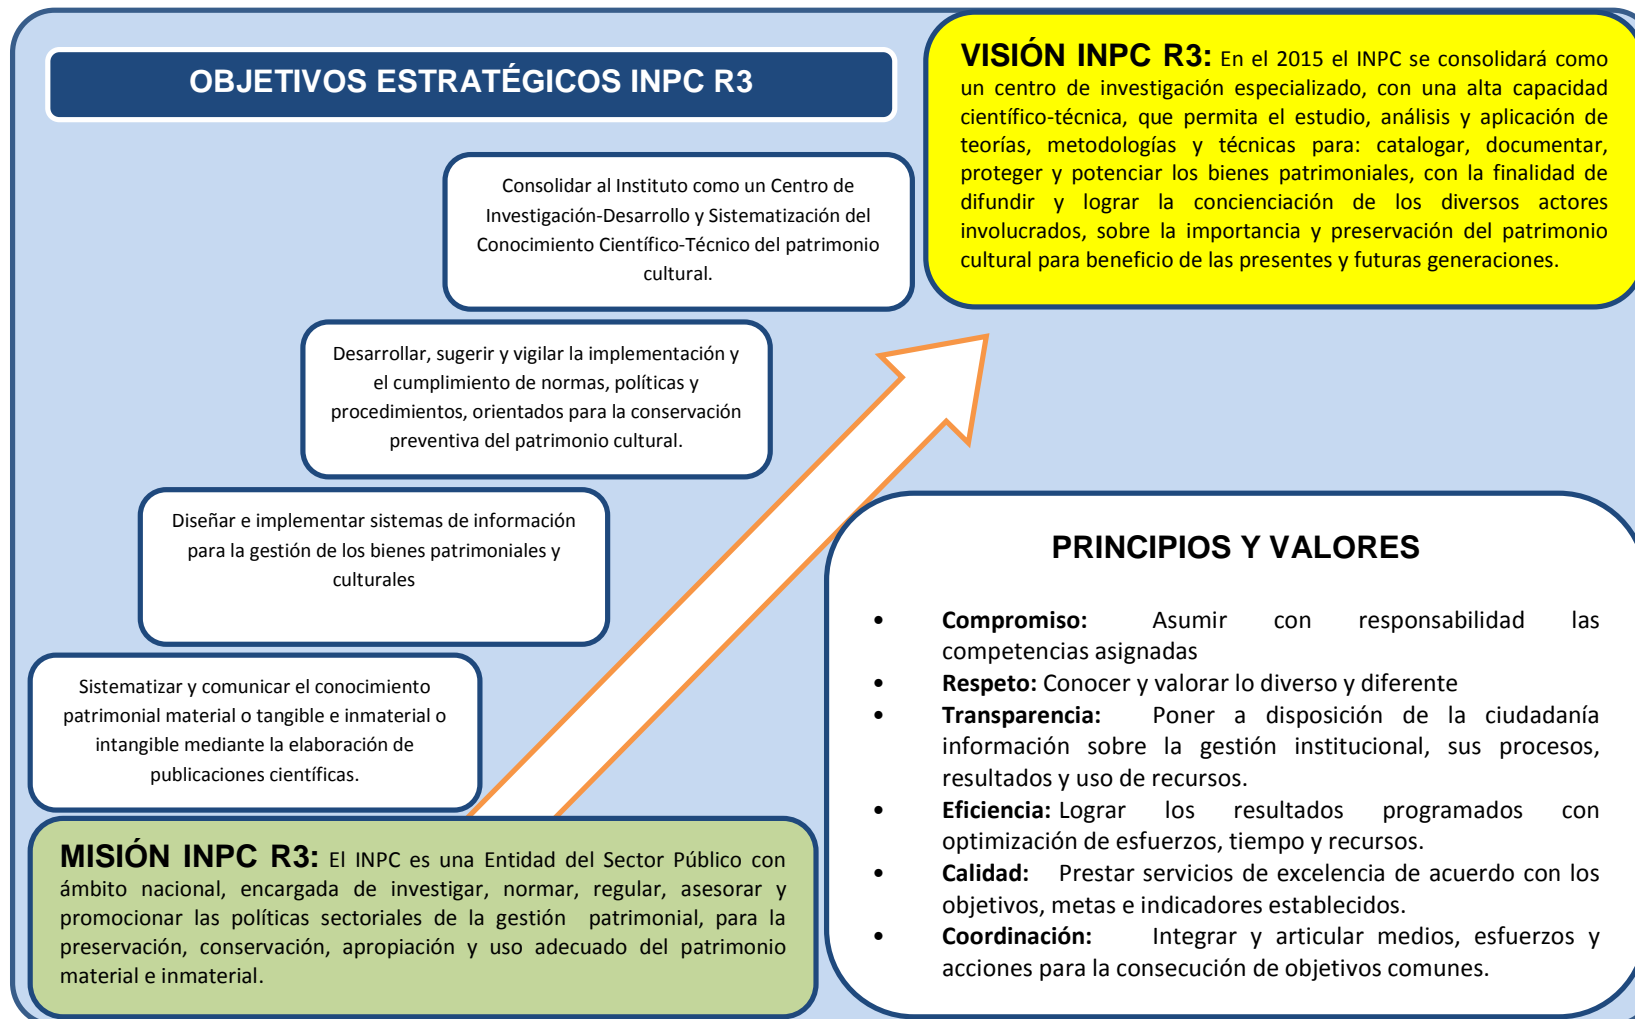 OBJETIVOS ESTRATÉGICOS INPC R3
VISIÓN INPC R3: En el 2015 el INPC se consolidará como
un centro de investigación especializado, con una alta capacidad
científico-técnica, que permita el estudio, análisis y aplicación de
teorías, metodologías y técnicas para: catalogar, documentar,
proteger y potenciar los bienes patrimoniales, con la finalidad de
difundir y lograr la concienciación de los diversos actores
involucrados, sobre la importancia y preservación del patrimonio
cultural para beneficio de las presentes y futuras generaciones.
Consolidar al Instituto como un Centro de
Investigación-Desarrollo y Sistematización del
Conocimiento Científico-Técnico del patrimonio
cultural.
Desarrollar, sugerir y vigilar la implementación y
el cumplimiento de normas, políticas y
procedimientos, orientados para la conservación
preventiva del patrimonio cultural.
Diseñar e implementar sistemas de información
para la gestión de los bienes patrimoniales y
culturales
Sistematizar y comunicar el conocimiento
patrimonial material o tangible e inmaterial o
intangible mediante la elaboración de
publicaciones científicas.
MISIÓN INPC R3: El INPC es una Entidad del Sector Público con
ámbito nacional, encargada de investigar, normar, regular, asesorar y
promocionar las políticas sectoriales de la gestión patrimonial, para la
preservación, conservación, apropiación y uso adecuado del patrimonio
material e inmaterial.
PRINCIPIOS Y VALORES
• Compromiso: Asumir con responsabilidad las
competencias asignadas
• Respeto: Conocer y valorar lo diverso y diferente
• Transparencia: Poner a disposición de la ciudadanía
información sobre la gestión institucional, sus procesos,
resultados y uso de recursos.
• Eficiencia: Lograr los resultados programados con
optimización de esfuerzos, tiempo y recursos.
• Calidad: Prestar servicios de excelencia de acuerdo con los
objetivos, metas e indicadores establecidos.
• Coordinación: Integrar y articular medios, esfuerzos y
acciones para la consecución de objetivos comunes.